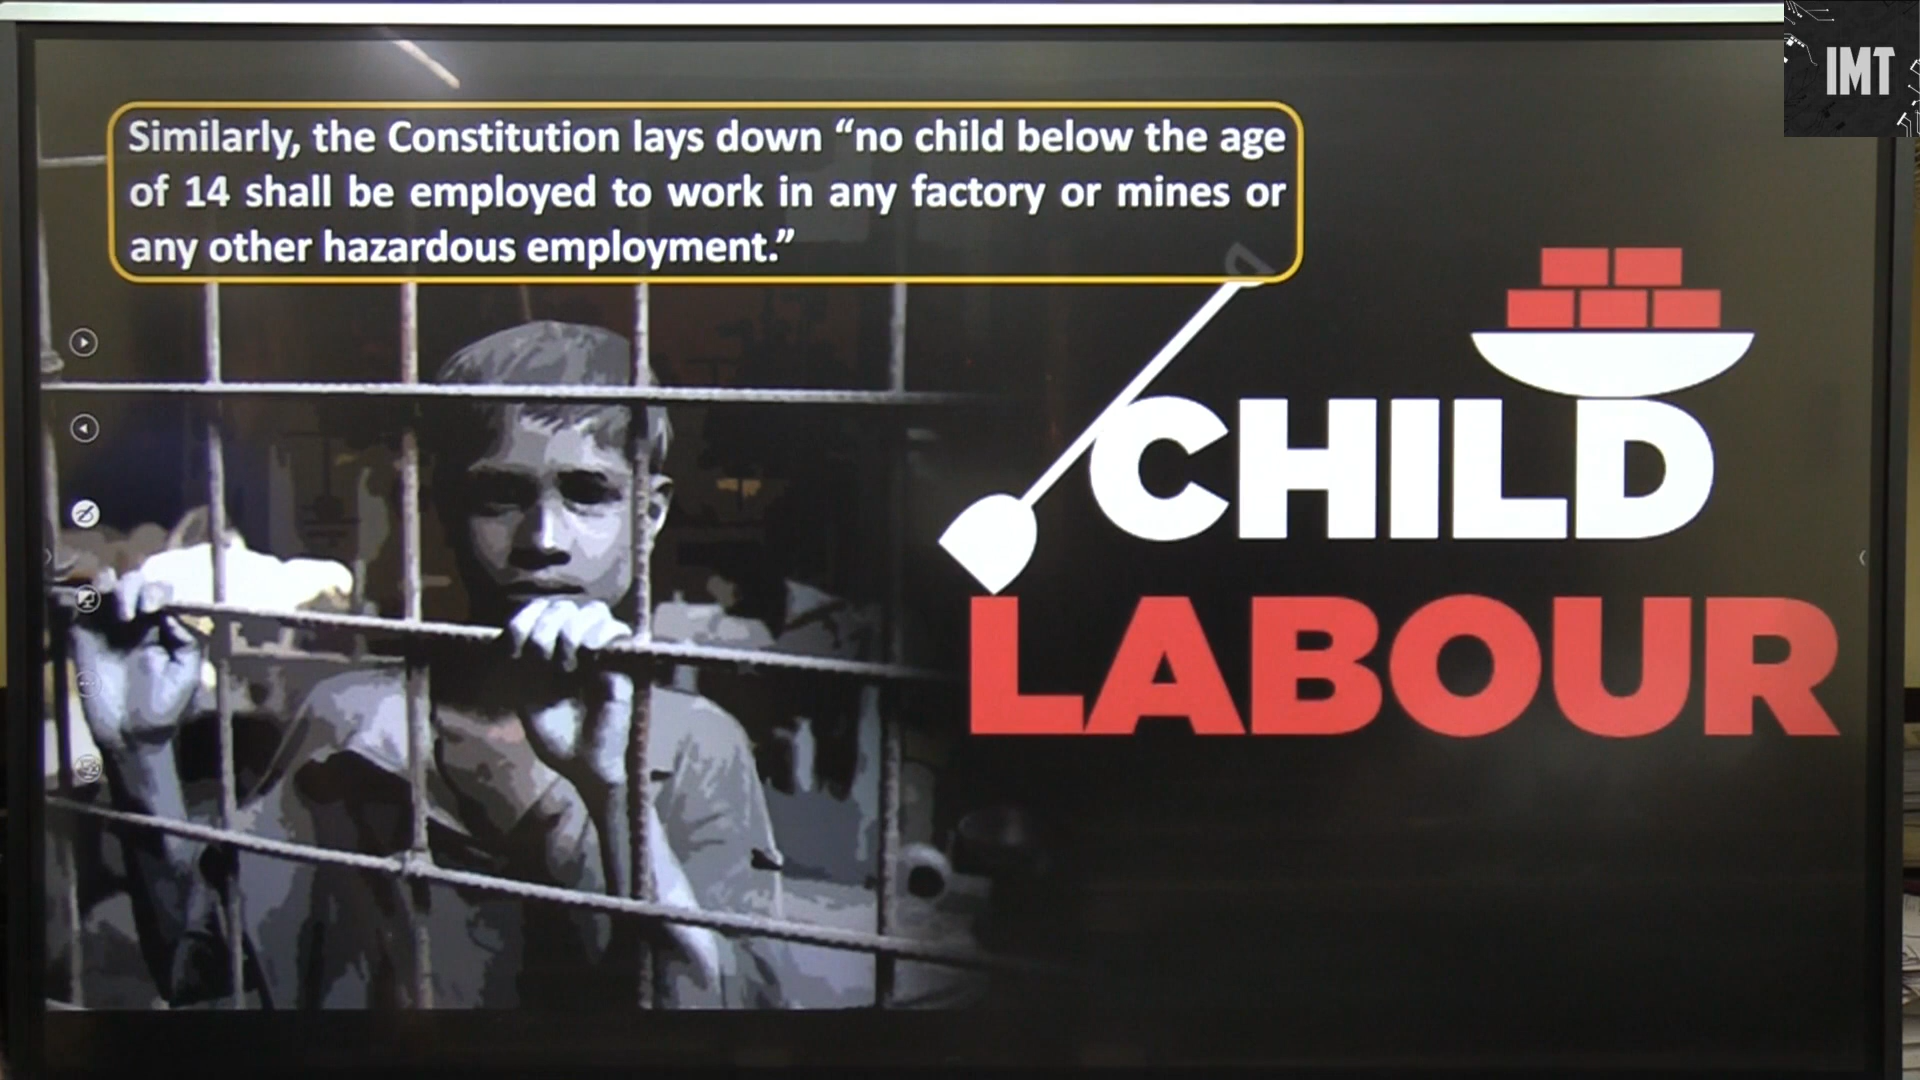 IMT
Similarly, the Constitution lays down “no child below the age
of 14 shall be employed to work in any factory or mines or
any other hazardous employment.”
CHILD
LABOUR